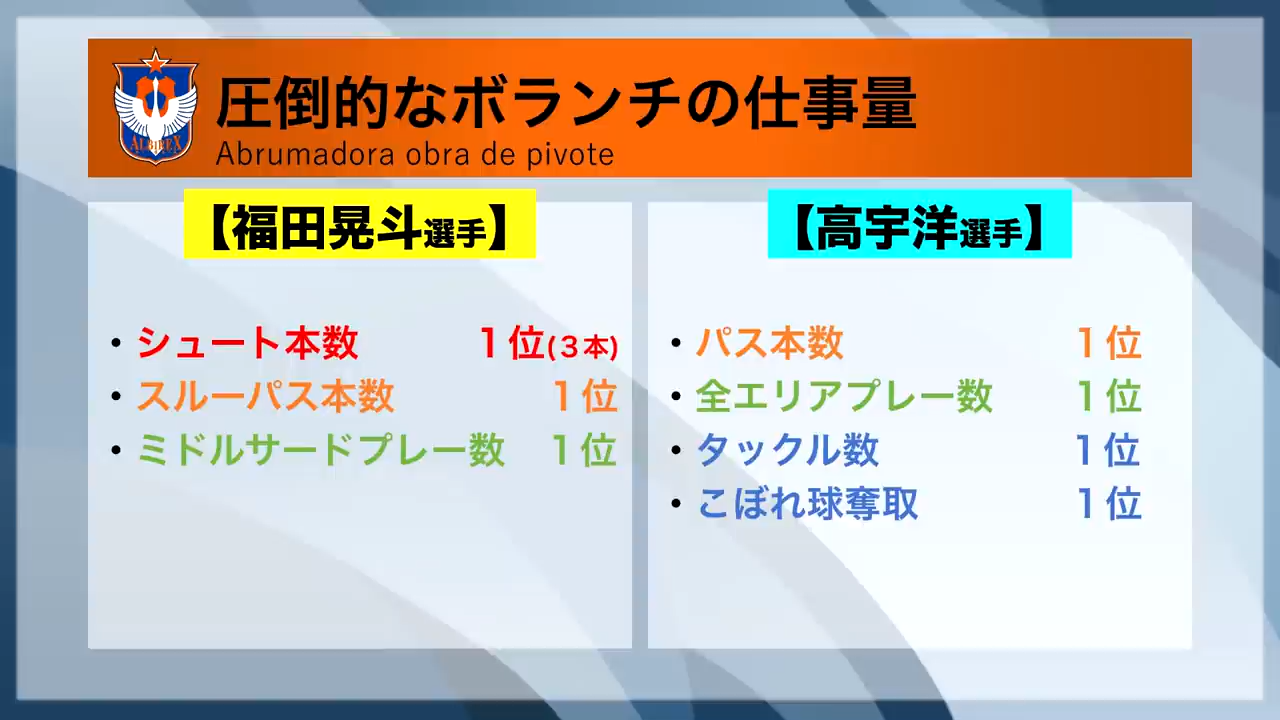 ALBIREX
圧倒的なボランチの仕事量
Abrumadora obra de pivote
【福田晃斗選手】
・シュート本数 １位(３本)
・スルーパス本数 １位
・ミドルサードプレー数 １位
【高宇洋選手】
・パス本数 １位
・全エリアプレー数 １位
・タックル数 １位
・こぼれ球奪取 １位